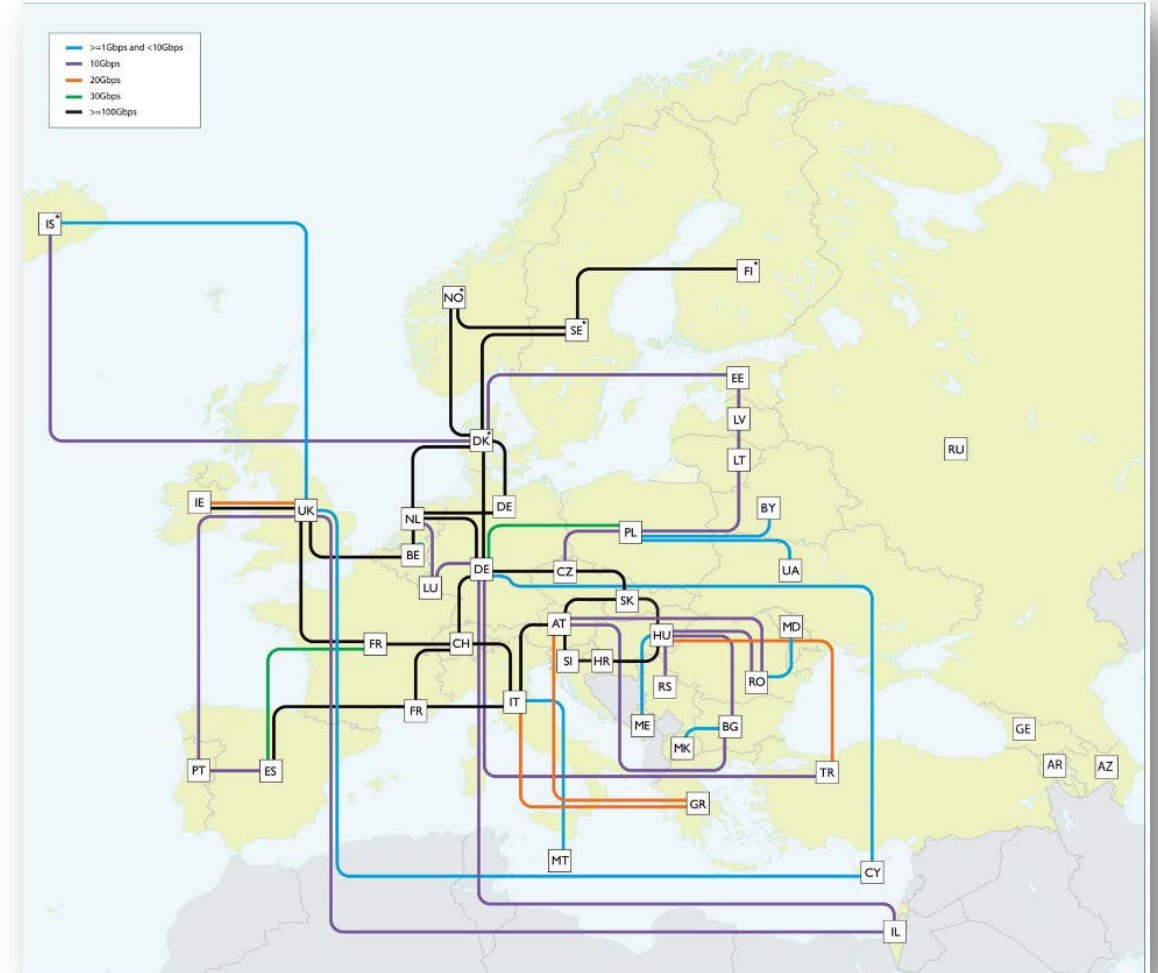 >=1Gbps and <10Gbps
10Gbps
20Gbps
30Gbps
>=100Gbps
IS*
FI*
NO*
SE*
EE
LV
DK*
RU
LT
IE
UK
DE
BY
NL
PL
BE
DE
CZ
UA
LU
SK
AT
MD
HU
FR
CH
SI
HR
RS
RO
IT
FR
ME
BG
GE
MK
PT
ES
TR
AR
AZ
GR
MT
CY
IL